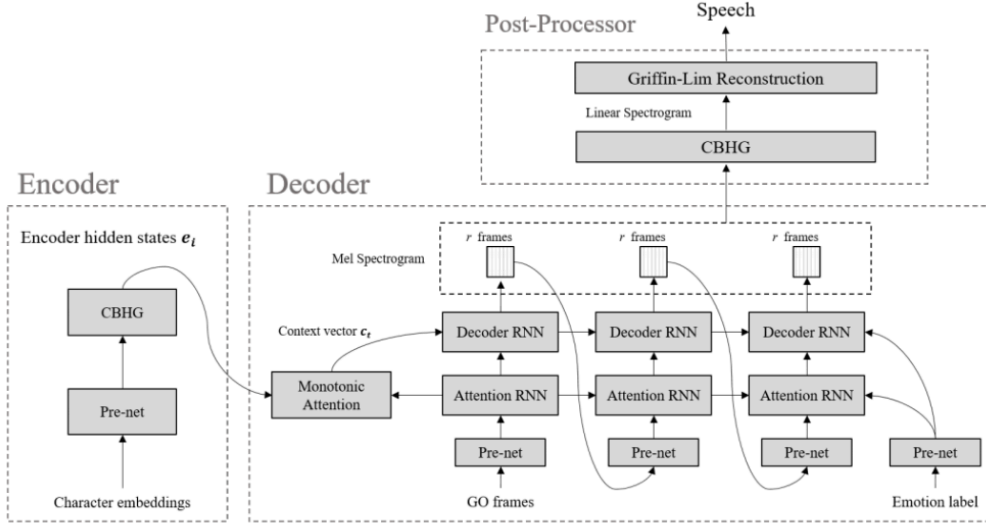 Speech
Post-Processor
Griffin-Lim Reconstruction
Linear Spectrogram
CBHG
Encoder
Decoder
Encoder hidden states e_i
r frames
r frames
r frames
Mel Spectrogram
CBHG
Context vector c_t
Decoder RNN
Decoder RNN
Decoder RNN
Monotonic
Attention
Attention RNN
Attention RNN
Attention RNN
Pre-net
Pre-net
Pre-net
Pre-net
Pre-net
Character embeddings
GO frames
Emotion label